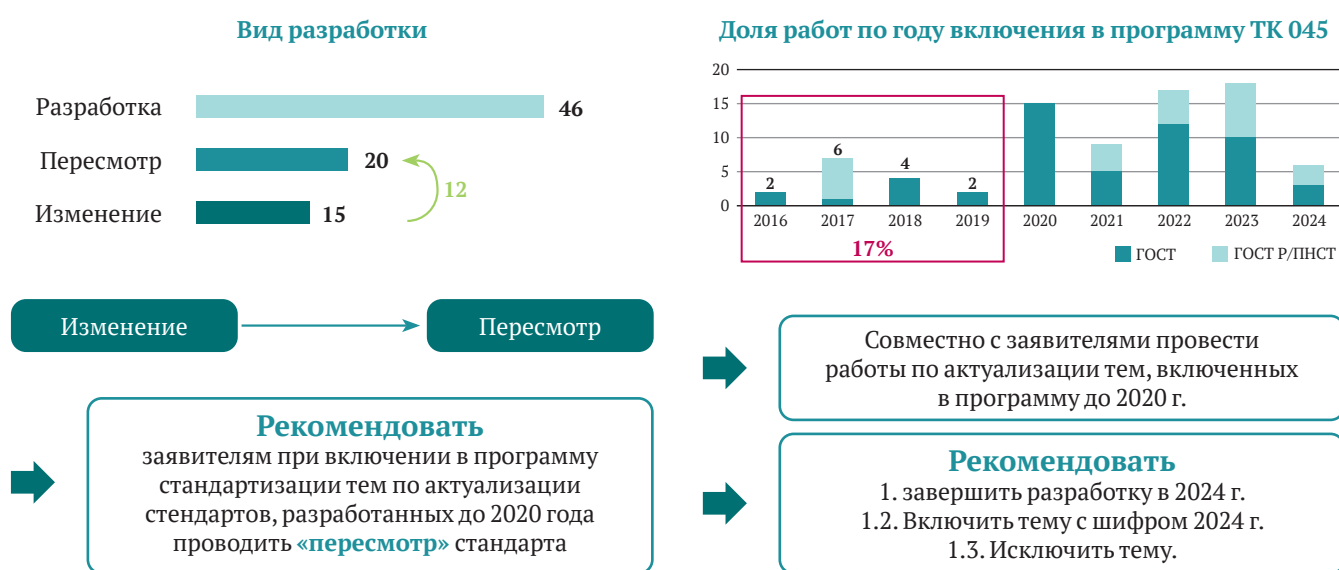 Вид разработки
Разработка 46
Пересмотр 20
12
Изменение 15
Изменение Пересмотр
Рекомендовать
заявителям при включении в программу
стандартизации тем по актуализации
стендартов, разработанных до 2020 года
проводить «пересмотр» стандарта
Доля работ по году включения в программу ТК 045
20
15
10
5
0
2 6 4 2
2016 2017 2018 2019 2020 2021 2022 2023 2024
17%
ГОСТ ГОСТ Р/ПНСТ
Совместно с заявителями провести
работы по актуализации тем, включенных
в программу до 2020 г.
Рекомендовать
1. завершить разработку в 2024 г.
1.2. Включить тему с шифром 2024 г.
1.3. Исключить тему.